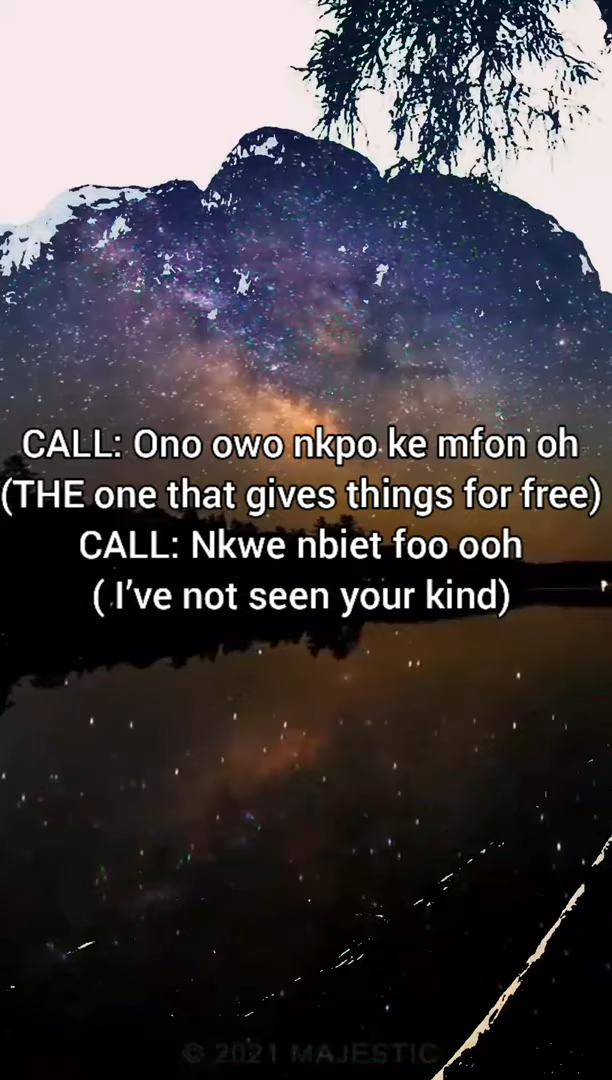 CALL: Ono owo nkpo ke mfon oh
(THE one that gives things for free)
CALL: Nkwe nbiet foo ooh
( I’ve not seen your kind)
© 2021 MAJESTIC